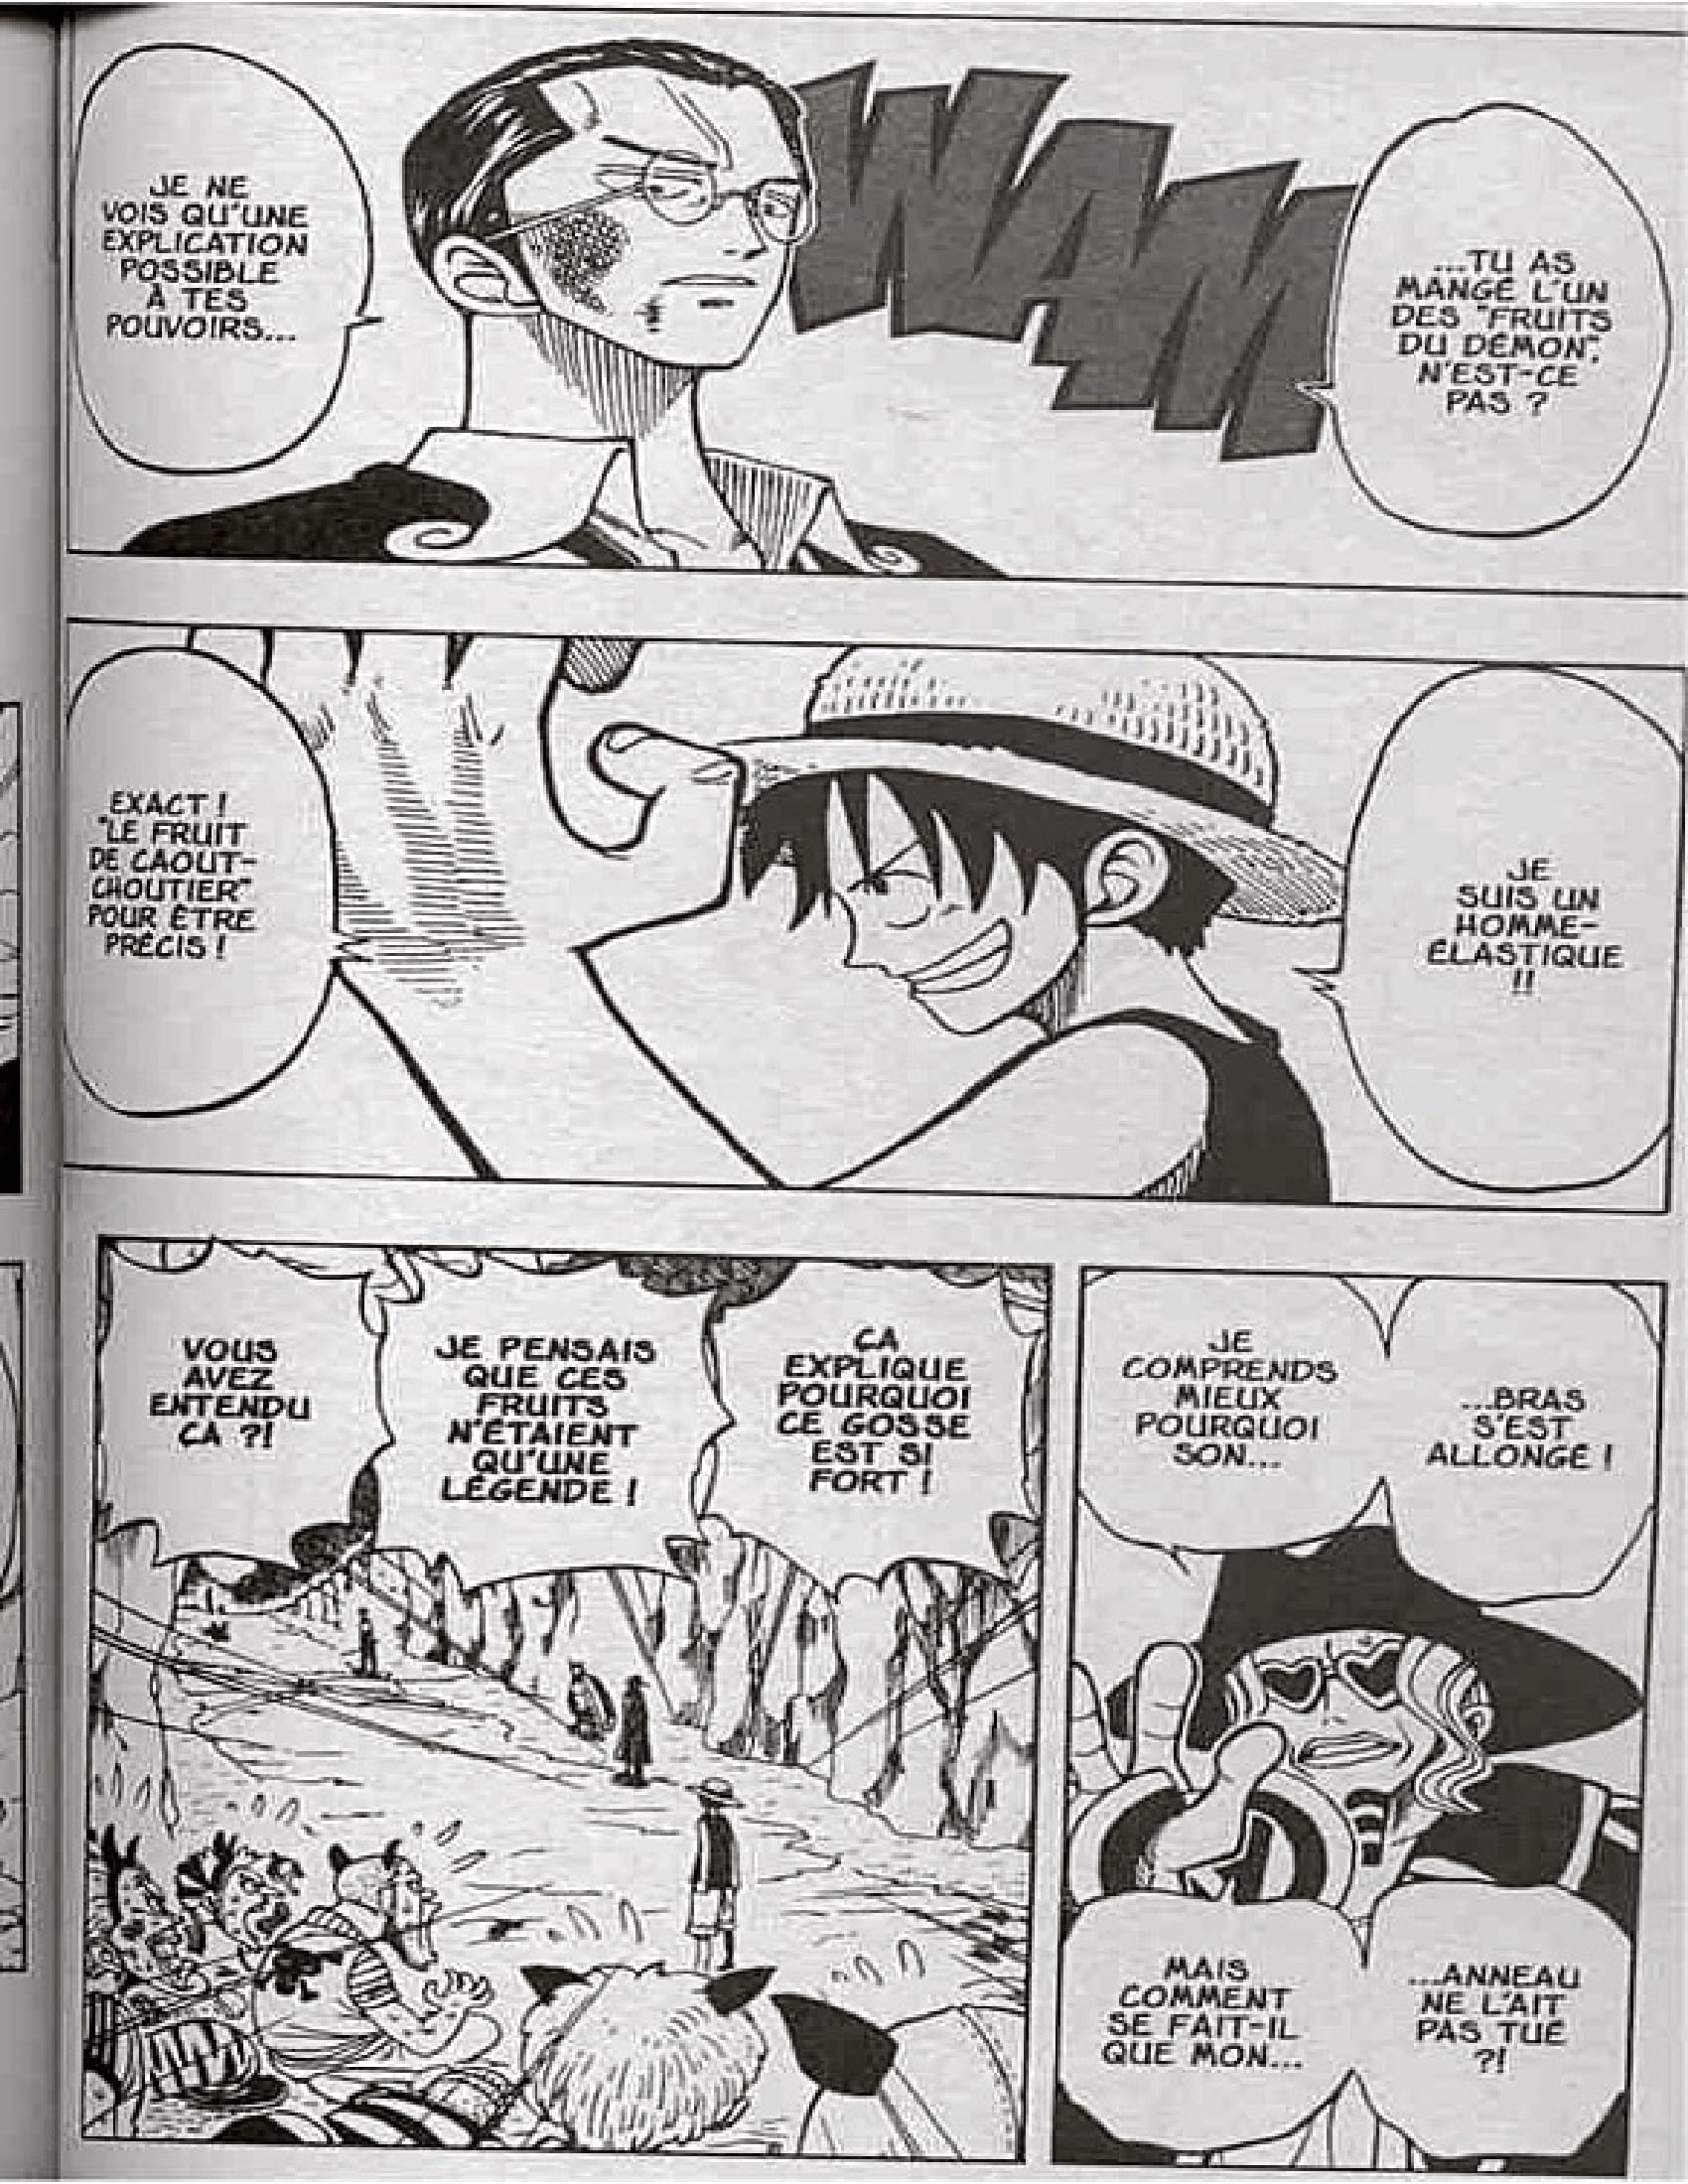 JE NE
VOIS QU'UNE
EXPLICATION
POSSIBLE
À TES
POUVOIRS...
WAM
...TU AS
MANGÉ L'UN
DES "FRUITS
DU DÉMON",
N'EST-CE
PAS ?
EXACT !
"LE FRUIT
DE CAOUT-
CHOUTIER"
POUR ÊTRE
PRÉCIS !
JE
SUIS UN
HOMME-
ÉLASTIQUE
!!
VOUS
AVEZ
ENTENDU
ÇA ?!
JE PENSAIS
QUE CES
FRUITS
N'ÉTAIENT
QU'UNE
LÉGENDE !
ÇA
EXPLIQUE
POURQUOI
CE GOSSE
EST SI
FORT !
JE
COMPRENDS
MIEUX
POURQUOI
SON...
...BRAS
S'EST
ALLONGÉ !
MAIS
COMMENT
SE FAIT-IL
QUE MON...
...ANNEAU
NE L'AIT
PAS TUÉ
?!